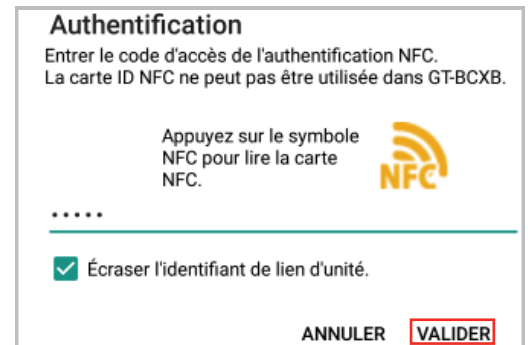 Authentification
Entrer le code d'accès de l'authentification NFC.
La carte ID NFC ne peut pas être utilisée dans GT-BCXB.
Appuyez sur le symbole
NFC pour lire la carte
NFC.
NFC
•••••
Écraser l'identifiant de lien d'unité.
ANNULER VALIDER